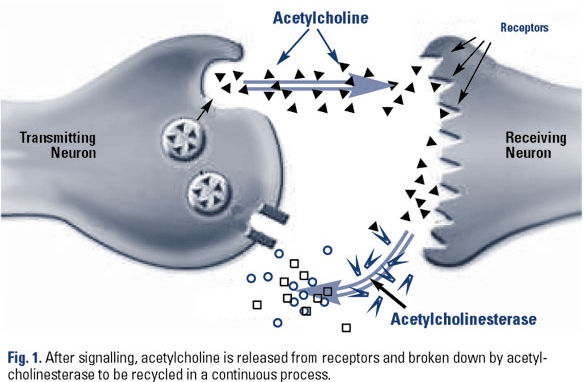 Acetylcholine
Receptors
Transmitting
Neuron
Receiving
Neuron
Acetylcholinesterase
Fig. 1. After signalling, acetylcholine is released from receptors and broken down by acetyl-
cholinesterase to be recycled in a continuous process.